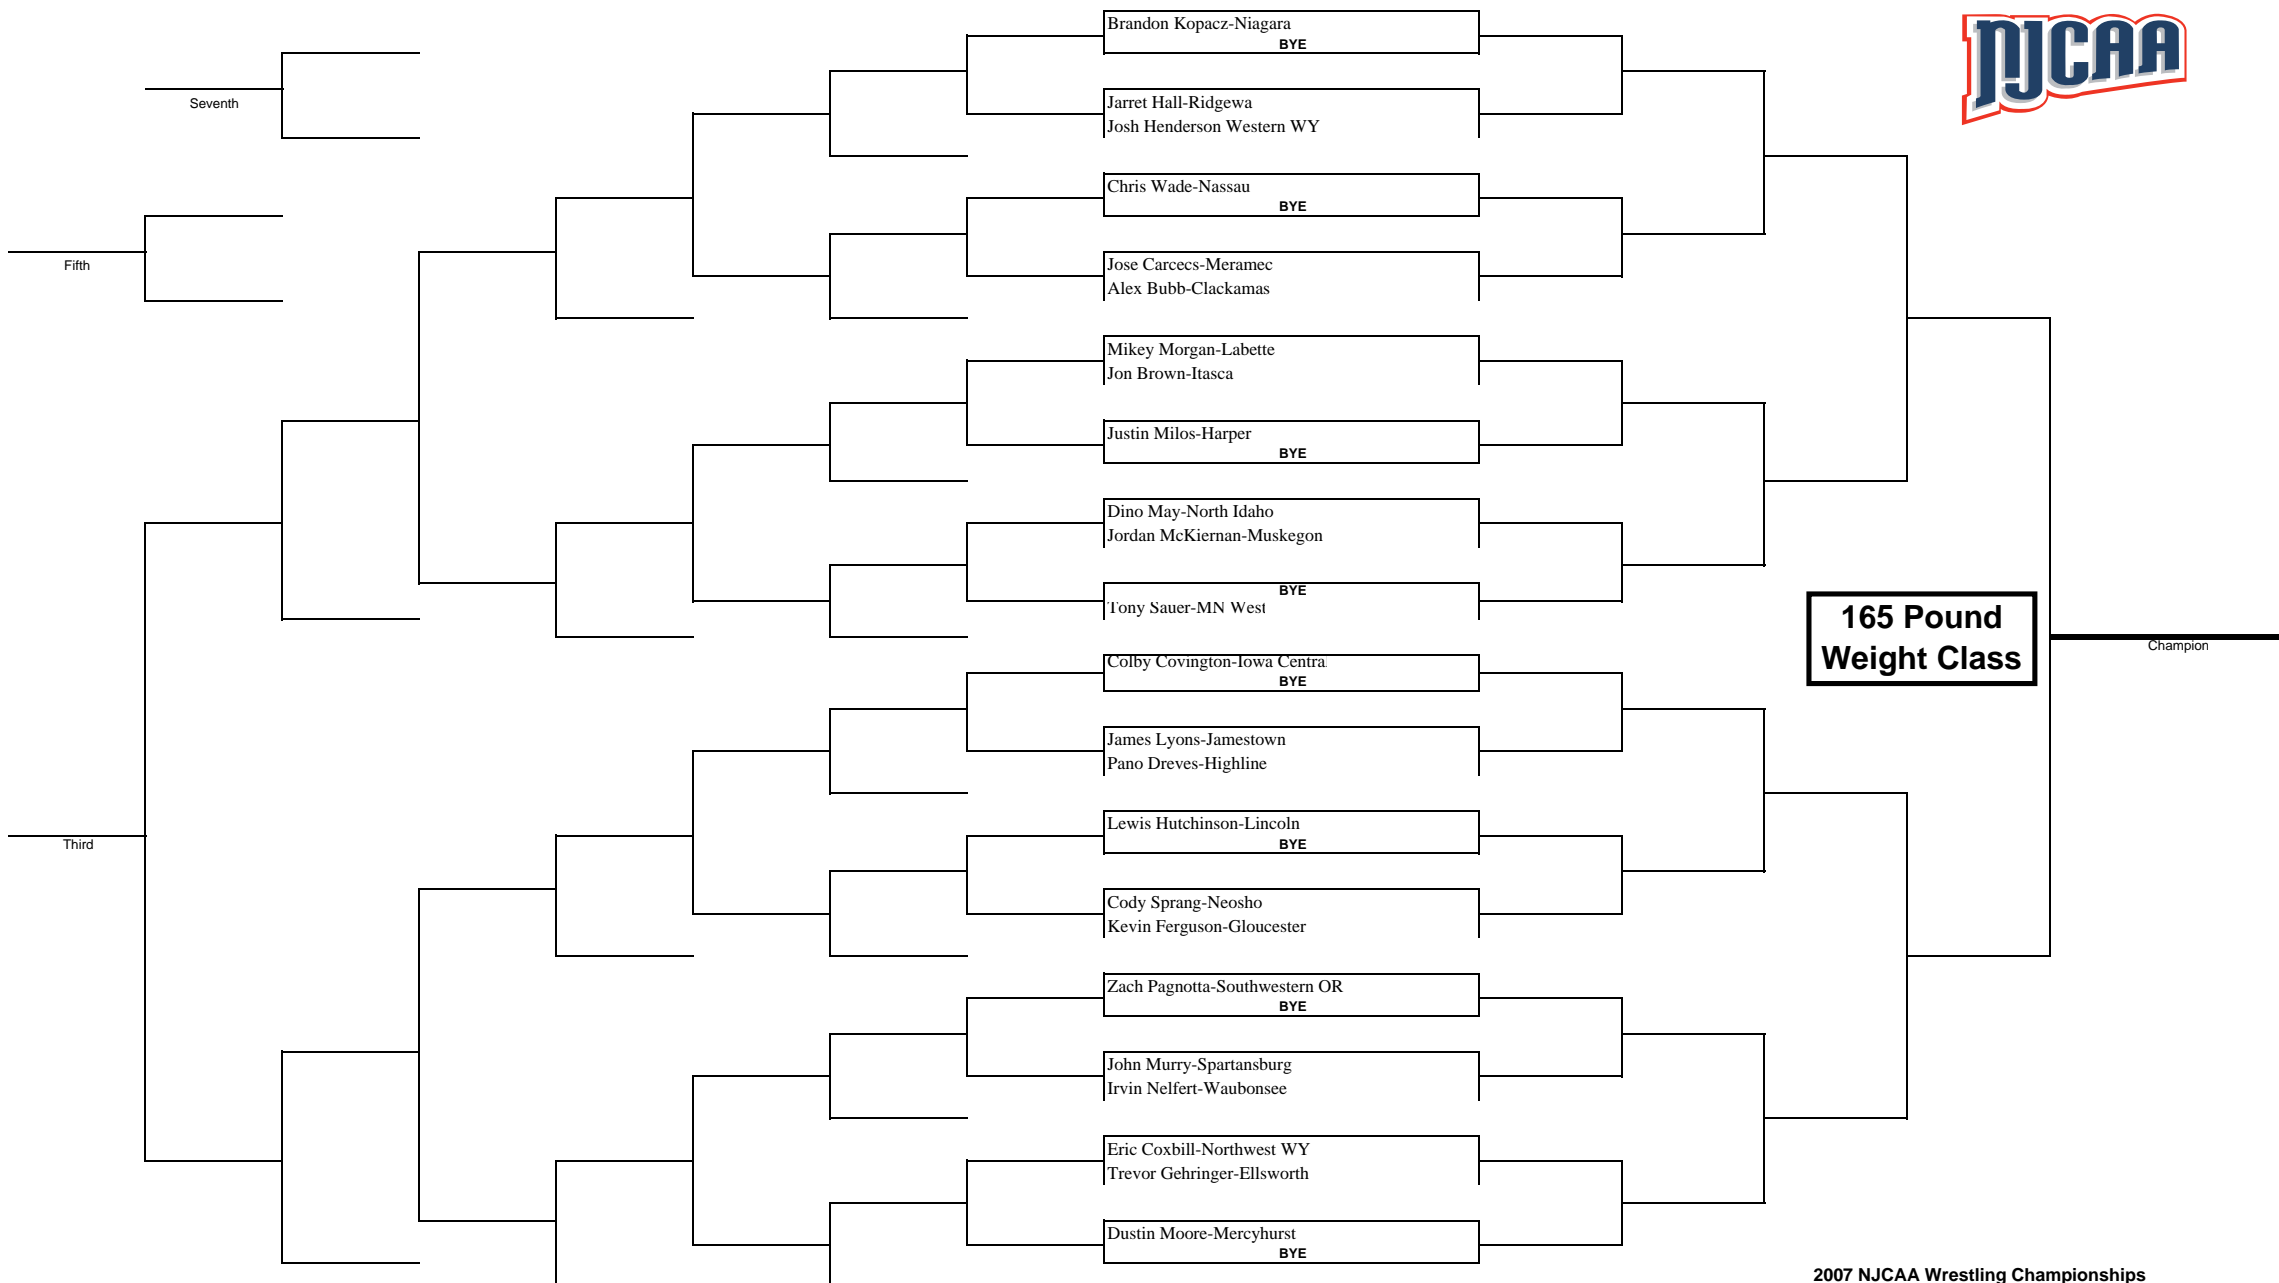 Brandon Kopacz-Niagara
BYE
NJCAA
Seventh
Jarret Hall-Ridgewa
Josh Henderson Western WY
Chris Wade-Nassau
BYE
Fifth
Jose Carcecs-Meramec
Alex Bubb-Clackamas
Mikey Morgan-Labette
Jon Brown-Itasca
Justin Milos-Harper
BYE
Dino May-North Idaho
Jordan McKiernan-Muskegon
BYE
Tony Sauer-MN West
165 Pound
Weight Class
Champion
Colby Covington-Iowa Central
BYE
James Lyons-Jamestown
Pano Dreves-Highline
Lewis Hutchinson-Lincoln
BYE
Third
Cody Sprang-Neosho
Kevin Ferguson-Gloucester
Zach Pagnotta-Southwestern OR
BYE
John Murry-Spartansburg
Irvin Nelfert-Waubonsee
Eric Coxbill-Northwest WY
Trevor Gehringer-Ellsworth
Dustin Moore-Mercyhurst
BYE
2007 NJCAA Wrestling Championships